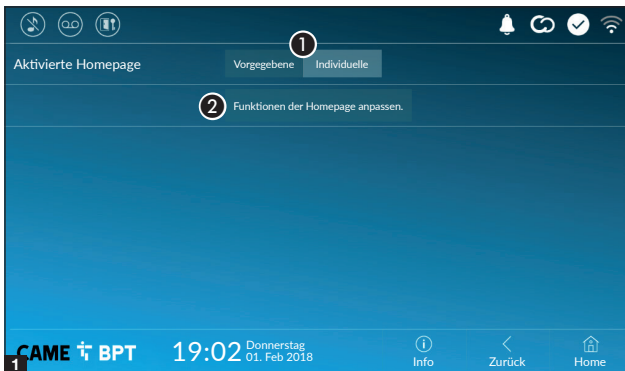 1
Aktivierte Homepage Vorgegebene Individuelle
2 Funktionen der Homepage anpassen.
1 CAME BPT 19:02 Donnerstag
01. Feb 2018
Info Zurück Home